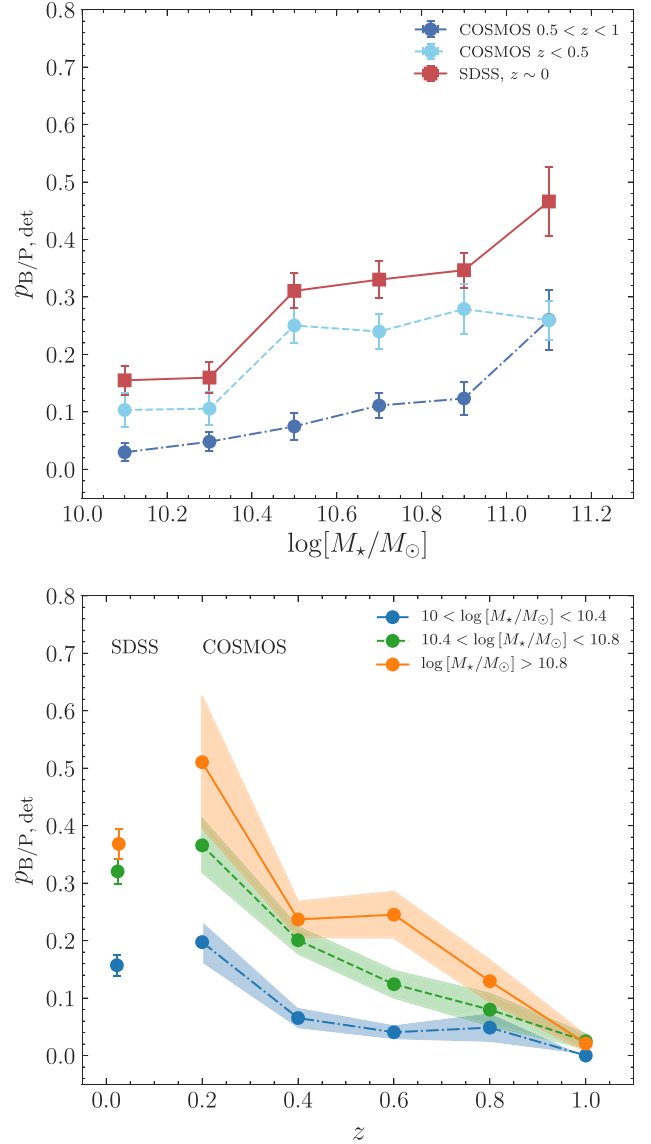 COSMOS 0.5 < z < 1
COSMOS z < 0.5
SDSS, z ∼ 0
0.8
0.7
0.6
0.5
0.4
0.3
0.2
0.1
0.0
p_B/P, det
10.0 10.2 10.4 10.6 10.8 11.0 11.2
log[M⋆/M⊙]
10 < log [M⋆/M⊙] < 10.4
10.4 < log [M⋆/M⊙] < 10.8
log [M⋆/M⊙] > 10.8
SDSS COSMOS
0.8
0.7
0.6
0.5
0.4
0.3
0.2
0.1
0.0
p_B/P, det
0.0 0.2 0.4 0.6 0.8 1.0
z